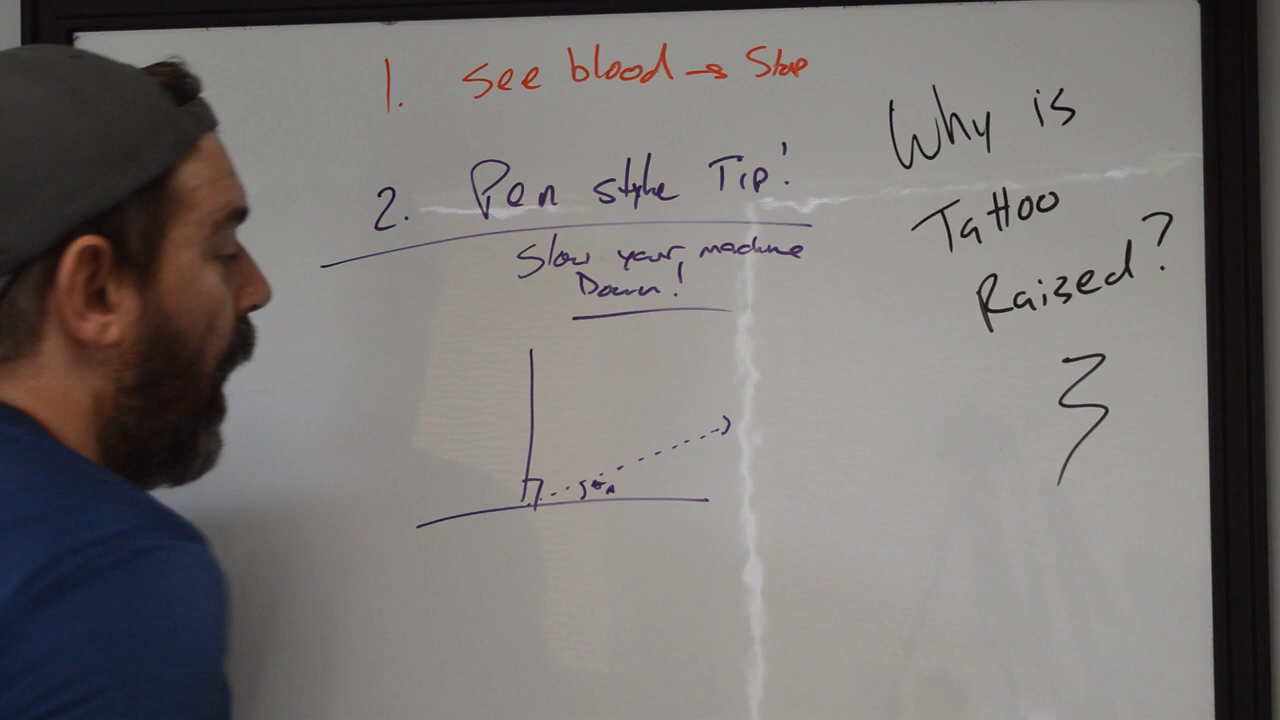 1. See blood → Stop
2. Pen style Tip!
Slow your machine
Down!
Why is
Tattoo
Raised?